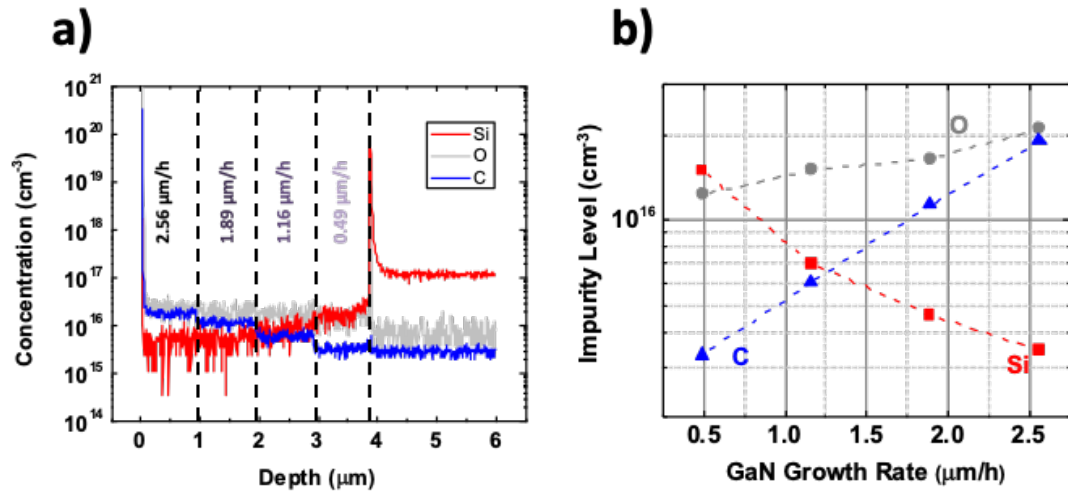 a)
Concentration (cm-3)
10^21
10^20
10^19
10^18
10^17
10^16
10^15
10^14
2.56 μm/h
1.89 μm/h
1.16 μm/h
0.49 μm/h
Si
O
C
0 1 2 3 4 5 6
Depth (μm)
b)
Impurity Level (cm-3)
10^16
O
C
Si
0.5 1.0 1.5 2.0 2.5
GaN Growth Rate (μm/h)